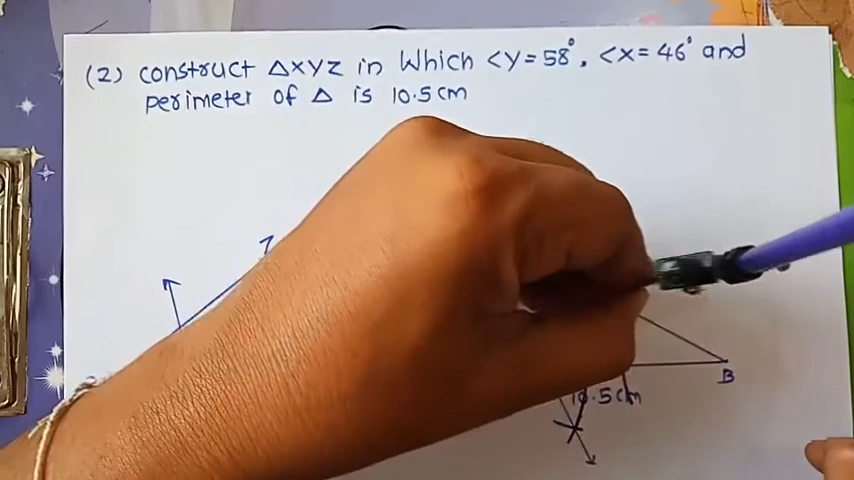 (2) construct △XYZ in which <Y = 58°, <X = 46° and
perimeter of △ is 10.5 cm
B
10.5 cm